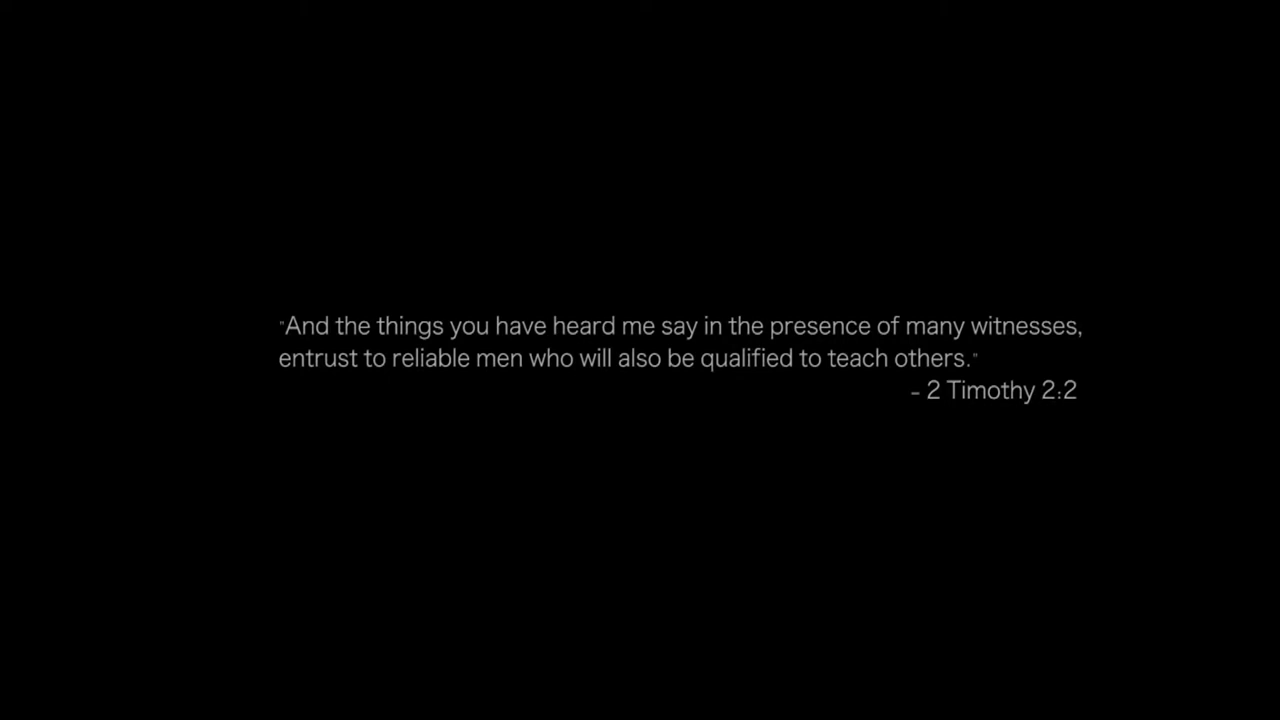 "And the things you have heard me say in the presence of many witnesses,
entrust to reliable men who will also be qualified to teach others."
- 2 Timothy 2:2